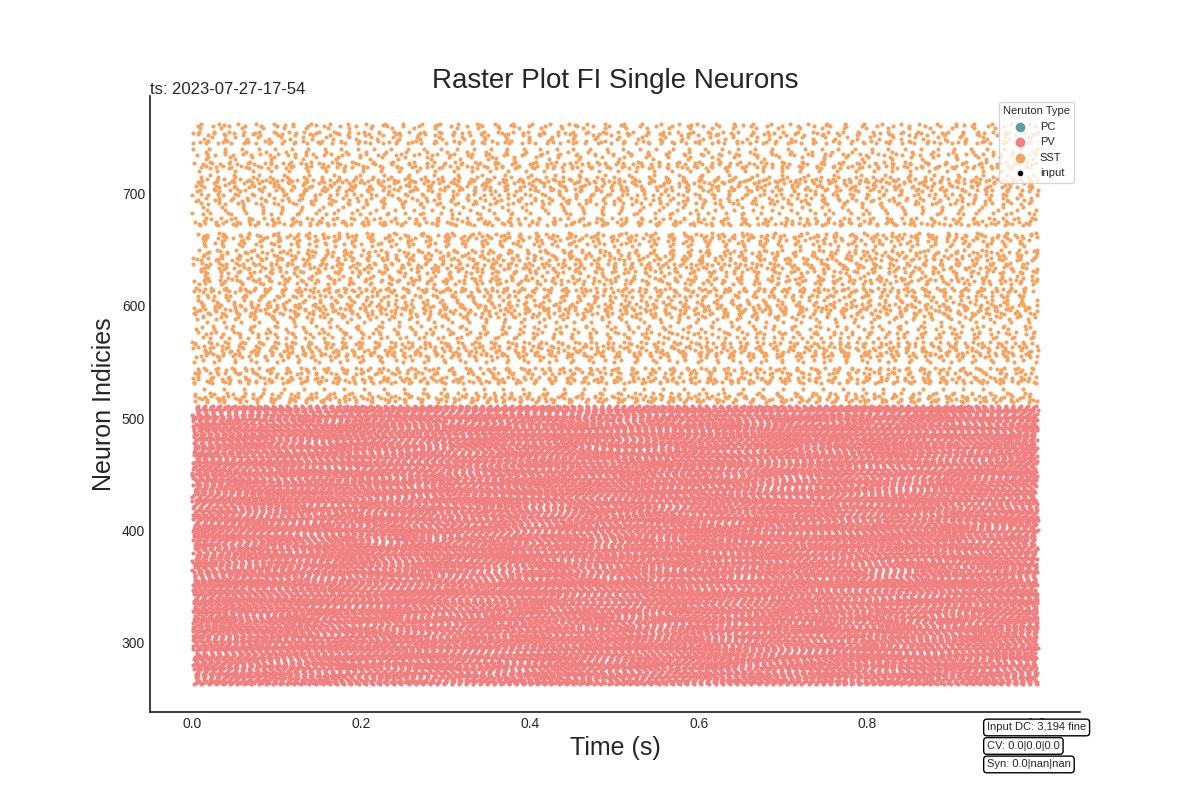 Raster Plot FI Single Neurons
ts: 2023-07-27-17-54
Neruton Type
PC
PV
SST
input
700
600
500
400
300
Neuron Indicies
0.0
0.2
0.4
0.6
0.8
Time (s)
Input DC: 3,194 fine
CV: 0.0|0.0|0.0
Syn: 0.0|nan|nan